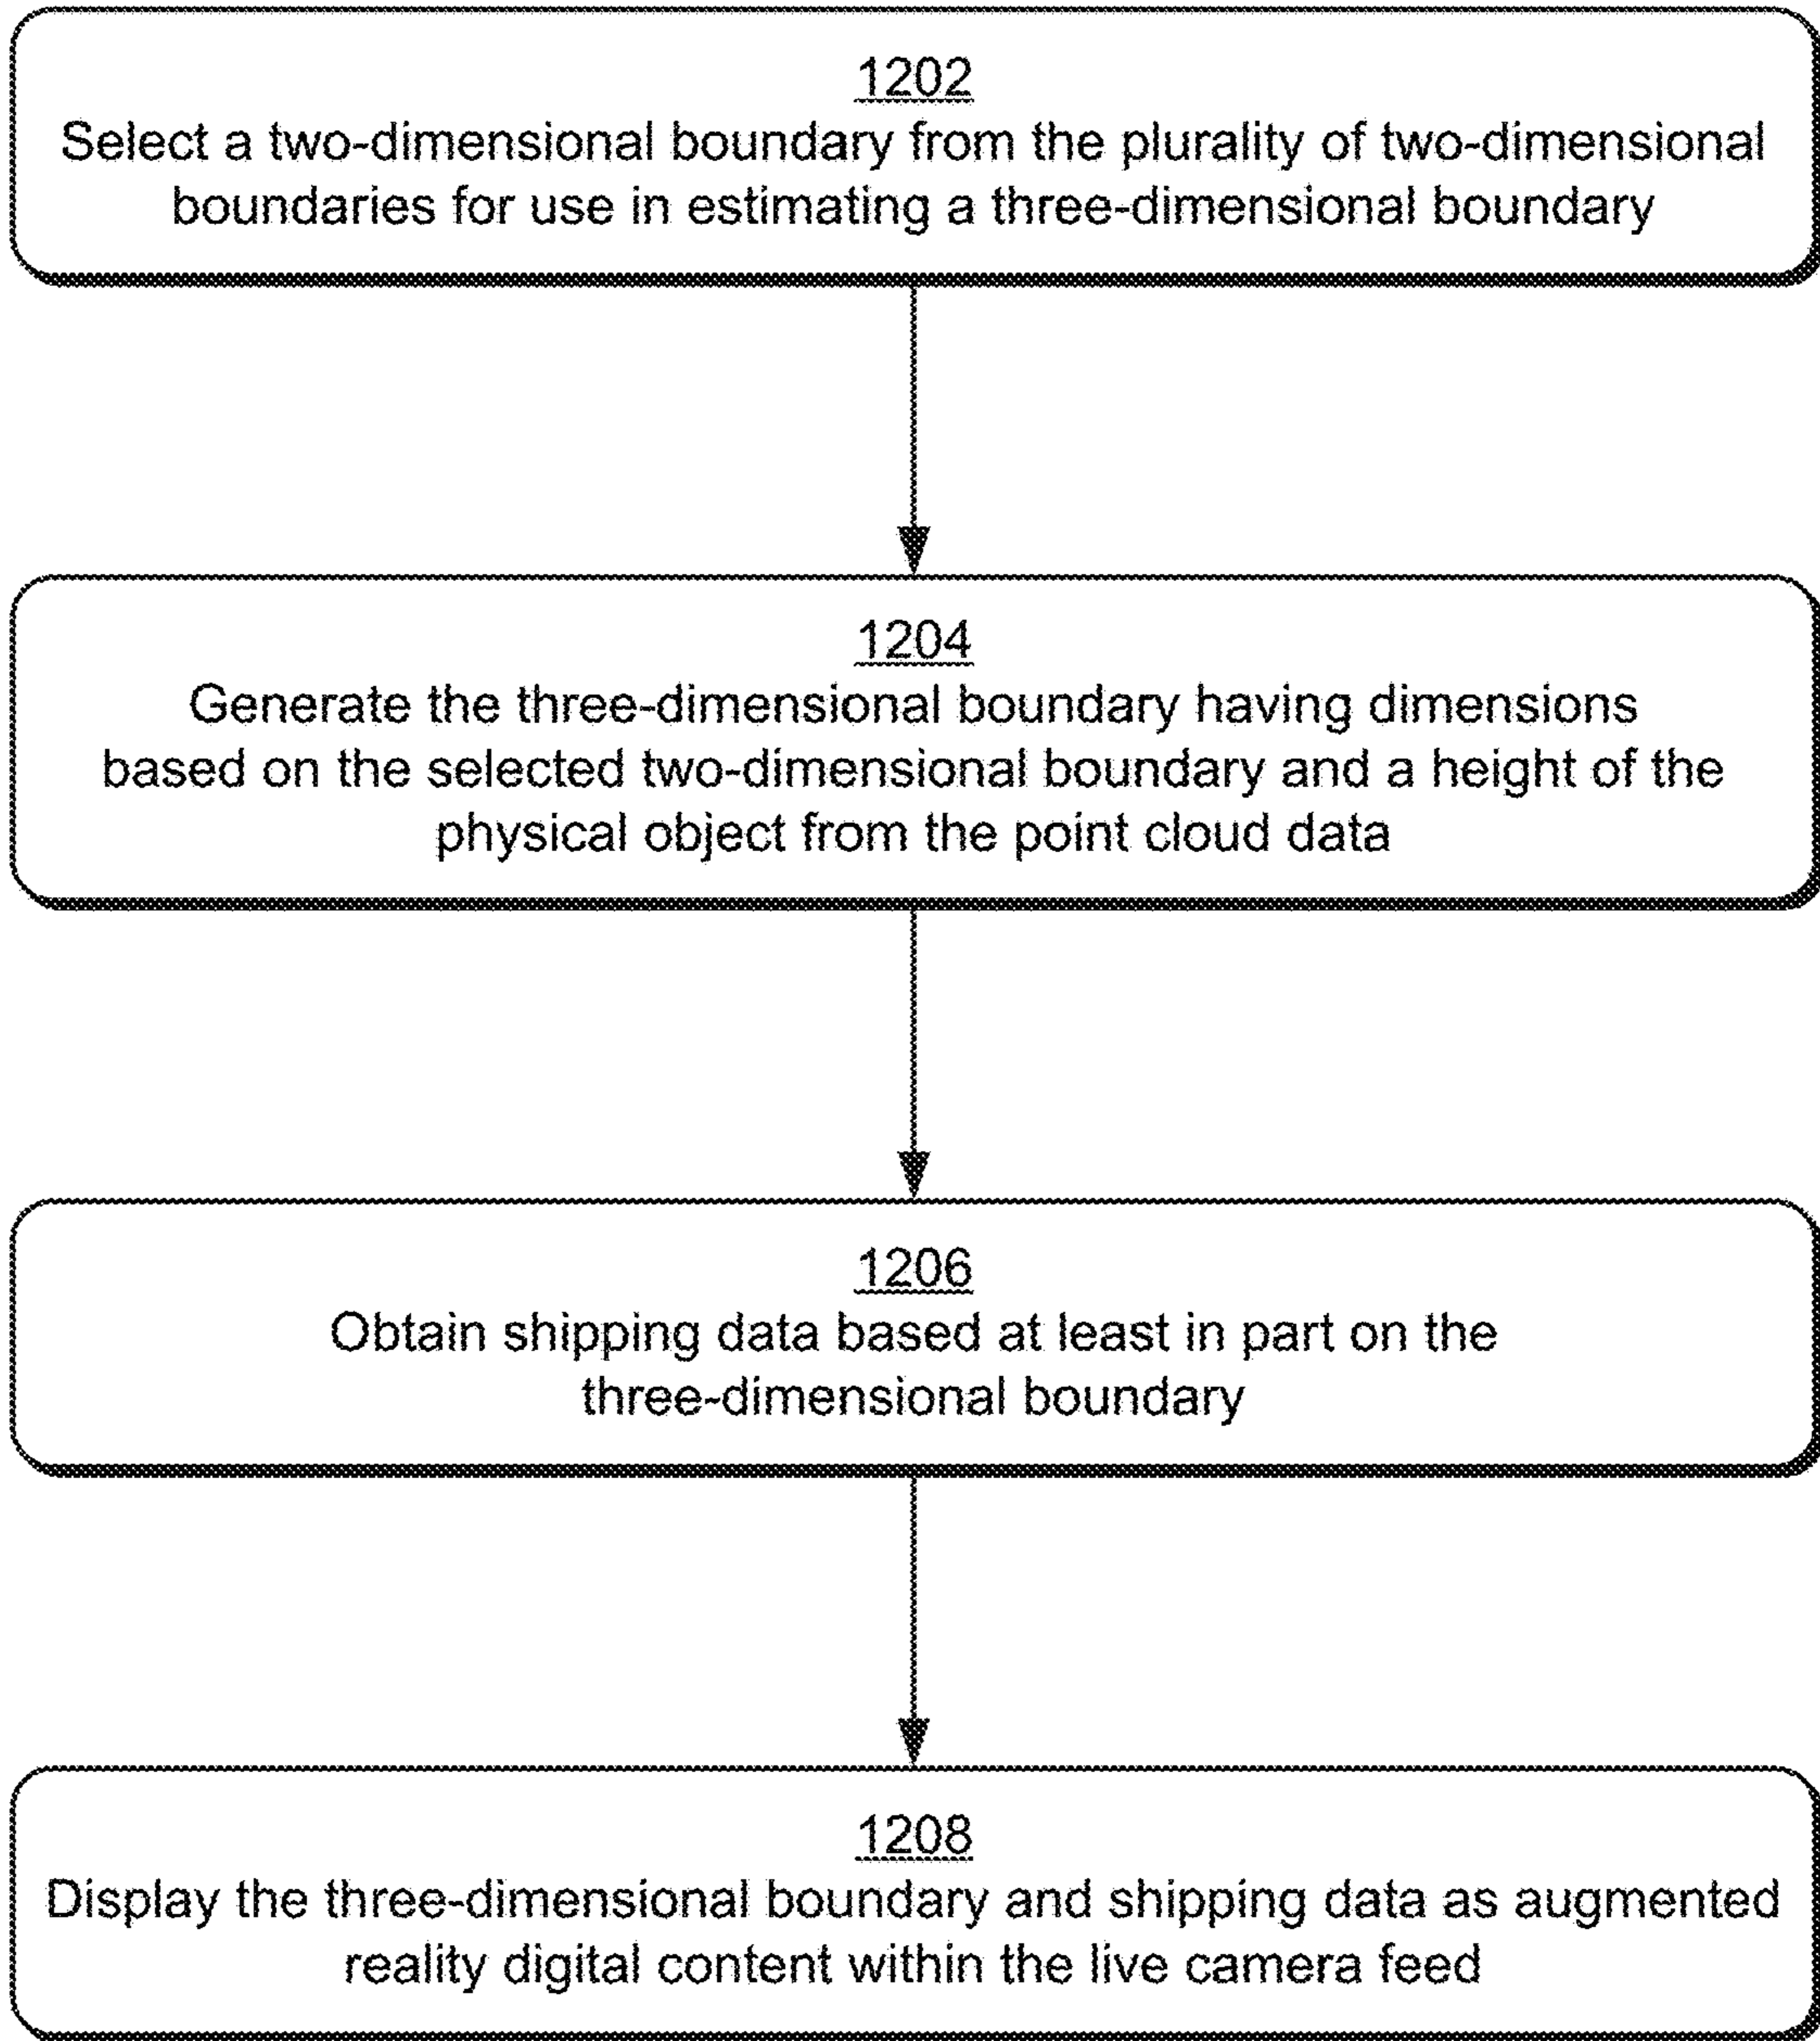 1202
Select a two-dimensional boundary from the plurality of two-dimensional
boundaries for use in estimating a three-dimensional boundary
1204
Generate the three-dimensional boundary having dimensions
based on the selected two-dimensional boundary and a height of the
physical object from the point cloud data
1206
Obtain shipping data based at least in part on the
three-dimensional boundary
1208
Display the three-dimensional boundary and shipping data as augmented
reality digital content within the live camera feed